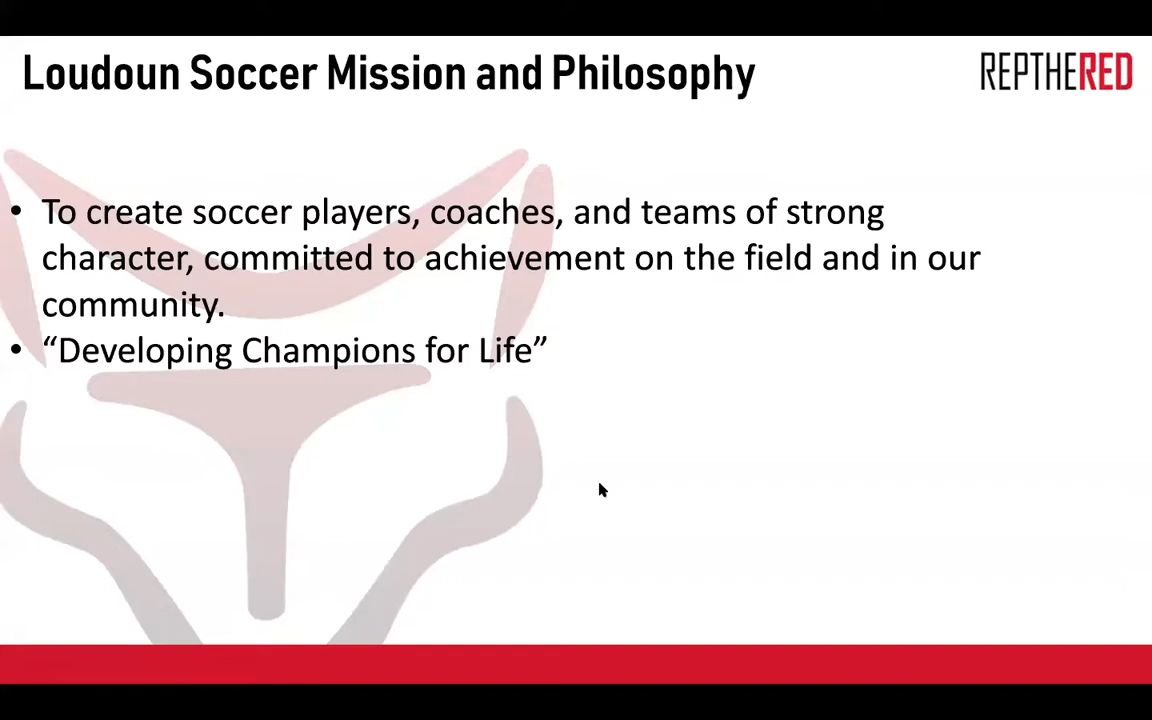 Loudoun Soccer Mission and Philosophy
REPTHERED
• To create soccer players, coaches, and teams of strong
character, committed to achievement on the field and in our
community.
• “Developing Champions for Life”